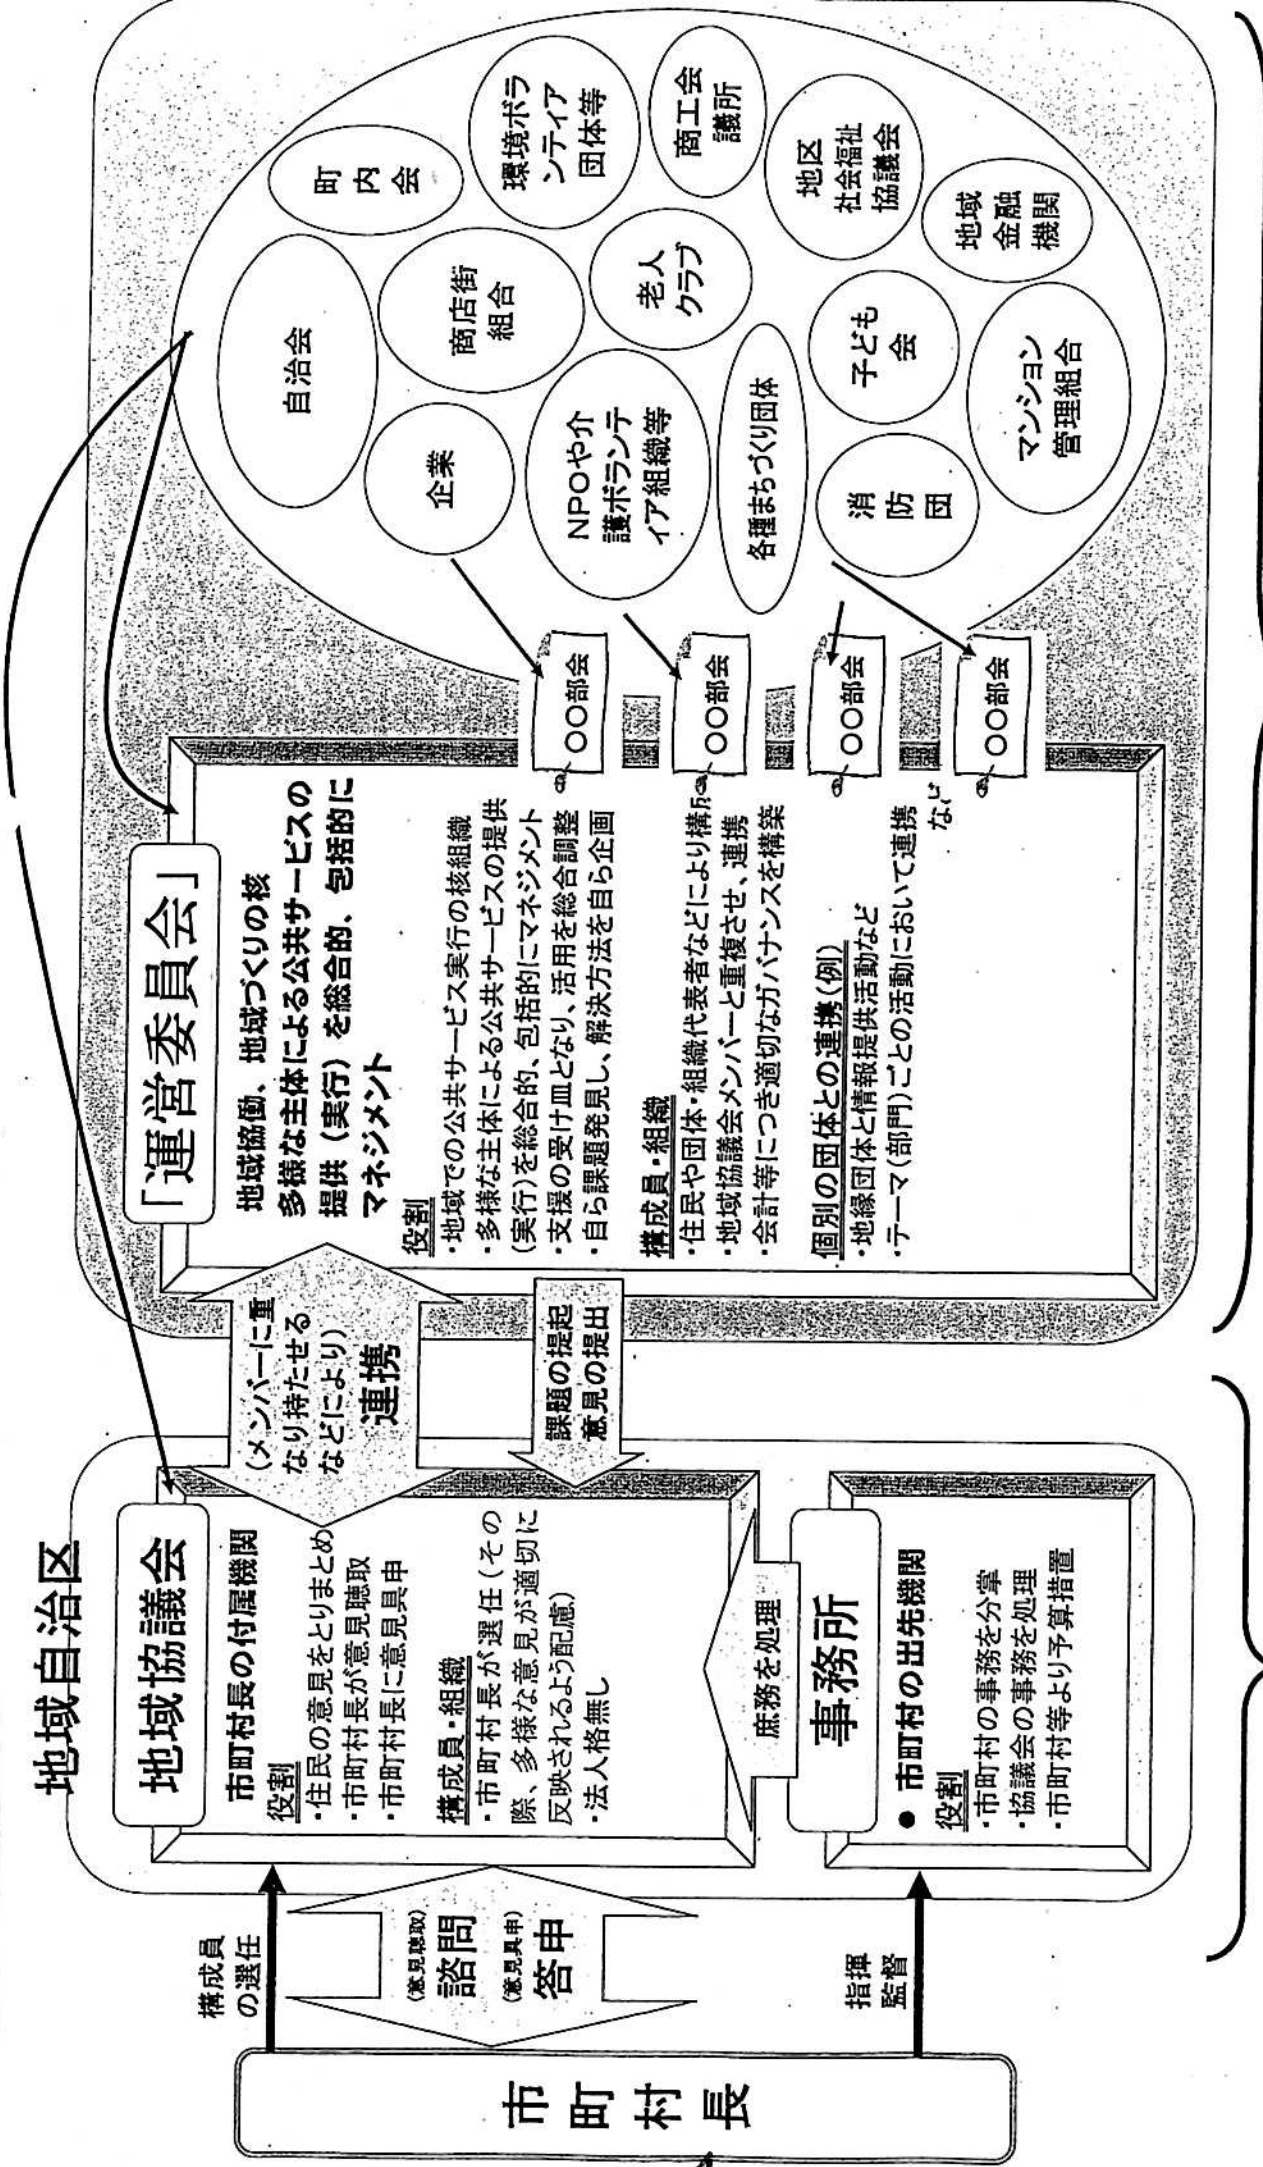 地域自治区
市町村長
構成員
の選任
(意見聴取)
諮問
(意見具申)
答申
指揮
監督
地域協議会
市町村長の付属機関
役割
・住民の意見をとりまとめ
・市町村長が意見聴取
・市町村長に意見具申
構成員・組織
・市町村長が選任(その
際、多様な意見が適切に
反映されるよう配慮)
・法人格無し
庶務を処理
事務所
● 市町村の出先機関
役割
・市町村の事務を分掌
・協議会の事務を処理
・市町村等より予算措置
(メンバーに重
なり持たせる
などにより)
連携
課題の提起
意見の提出
「運営委員会」
地域協働、地域づくりの核
多様な主体による公共サービスの
提供(実行)を総合的、包括的に
マネジメント
役割
・地域での公共サービス実行の核組織
・多様な主体による公共サービスの提供
(実行)を総合的、包括的にマネジメント
・支援の受け皿となり、活用を総合調整
・自ら課題発見し、解決方法を自ら企画
構成員・組織
・住民や団体・組織代表者などにより構
・地域協議会メンバーと重複させ、連携
・会計等につき適切なガバナンスを構築
個別の団体との連携(例)
・地縁団体と情報提供活動など
・テーマ(部門)ごとの活動において連携
など
〇〇部会
〇〇部会
〇〇部会
〇〇部会
自治会
町内会
企業
商店街
組合
環境ボラ
ンティア
団体等
NPOや介
護ボランテ
ィア組織等
老人
クラブ
商工会
議所
各種まちづくり団体
地区
社会福祉
協議会
消防団
子ども
会
地域
金融
機関
マンション
管理組合